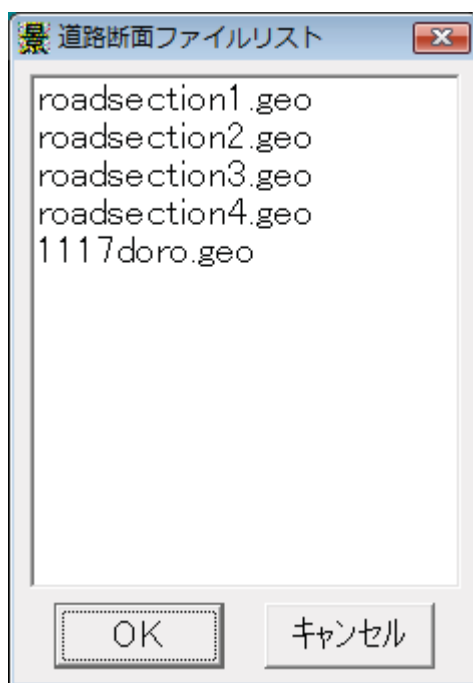 景 道路断面ファイルリスト
roadsection1.geo
roadsection2.geo
roadsection3.geo
roadsection4.geo
1117doro.geo
OK キャンセル